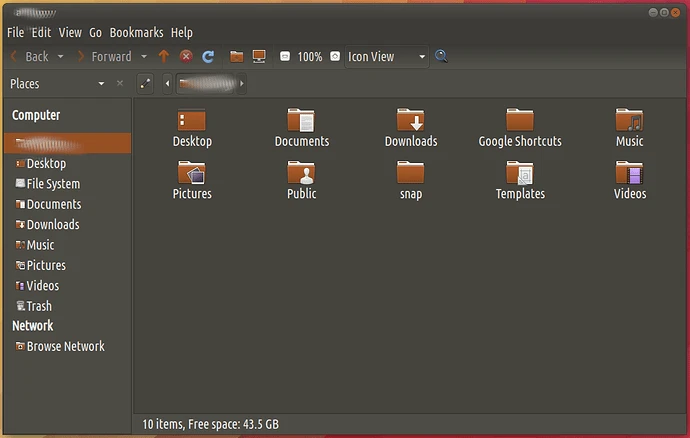 File Edit View Go Bookmarks Help
Back Forward 100% Icon View
Places
Computer
Desktop
File System
Documents
Downloads
Music
Pictures
Videos
Trash
Network
Browse Network
Desktop Documents Downloads Google Shortcuts Music
Pictures Public snap Templates Videos
10 items, Free space: 43.5 GB